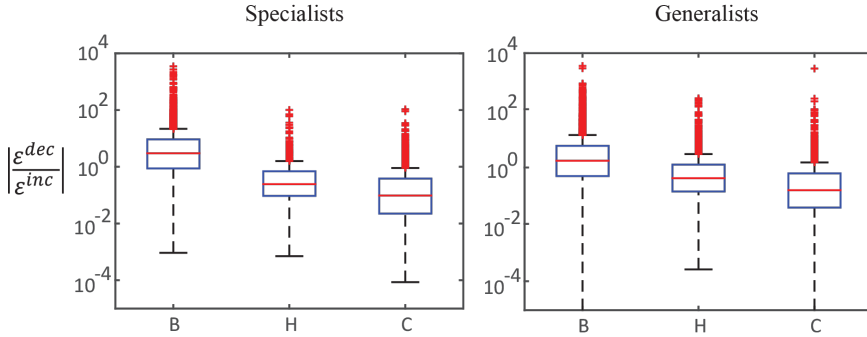 Specialists
Generalists
|ε^dec / ε^inc|
10^4
10^2
10^0
10^-2
10^-4
B H C
10^4
10^2
10^0
10^-2
10^-4
B H C